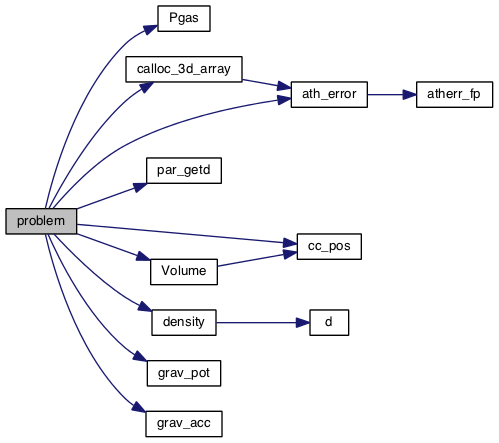 Pgas
calloc_3d_array
ath_error
atherr_fp
par_getd
problem
cc_pos
Volume
density
d
grav_pot
grav_acc